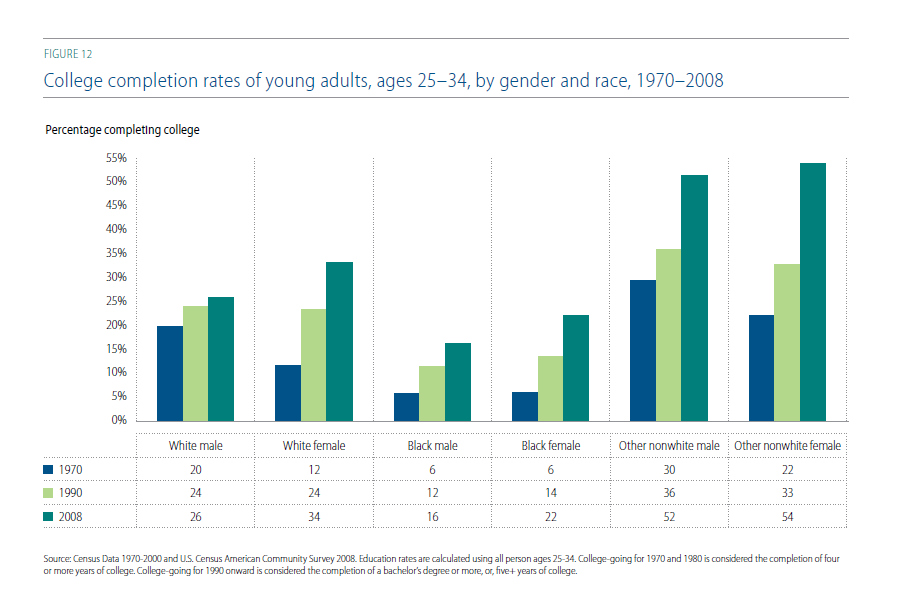 FIGURE 12
College completion rates of young adults, ages 25–34, by gender and race, 1970–2008
Percentage completing college
55%
50%
45%
40%
35%
30%
25%
20%
15%
10%
5%
0%
White male White female Black male Black female Other nonwhite male Other nonwhite female
1970 20 12 6 6 30 22
1990 24 24 12 14 36 33
2008 26 34 16 22 52 54
Source: Census Data 1970-2000 and U.S. Census American Community Survey 2008. Education rates are calculated using all person ages 25-34. College-going for 1970 and 1980 is considered the completion of four
or more years of college. College-going for 1990 onward is considered the completion of a bachelor's degree or more, or, five+ years of college.